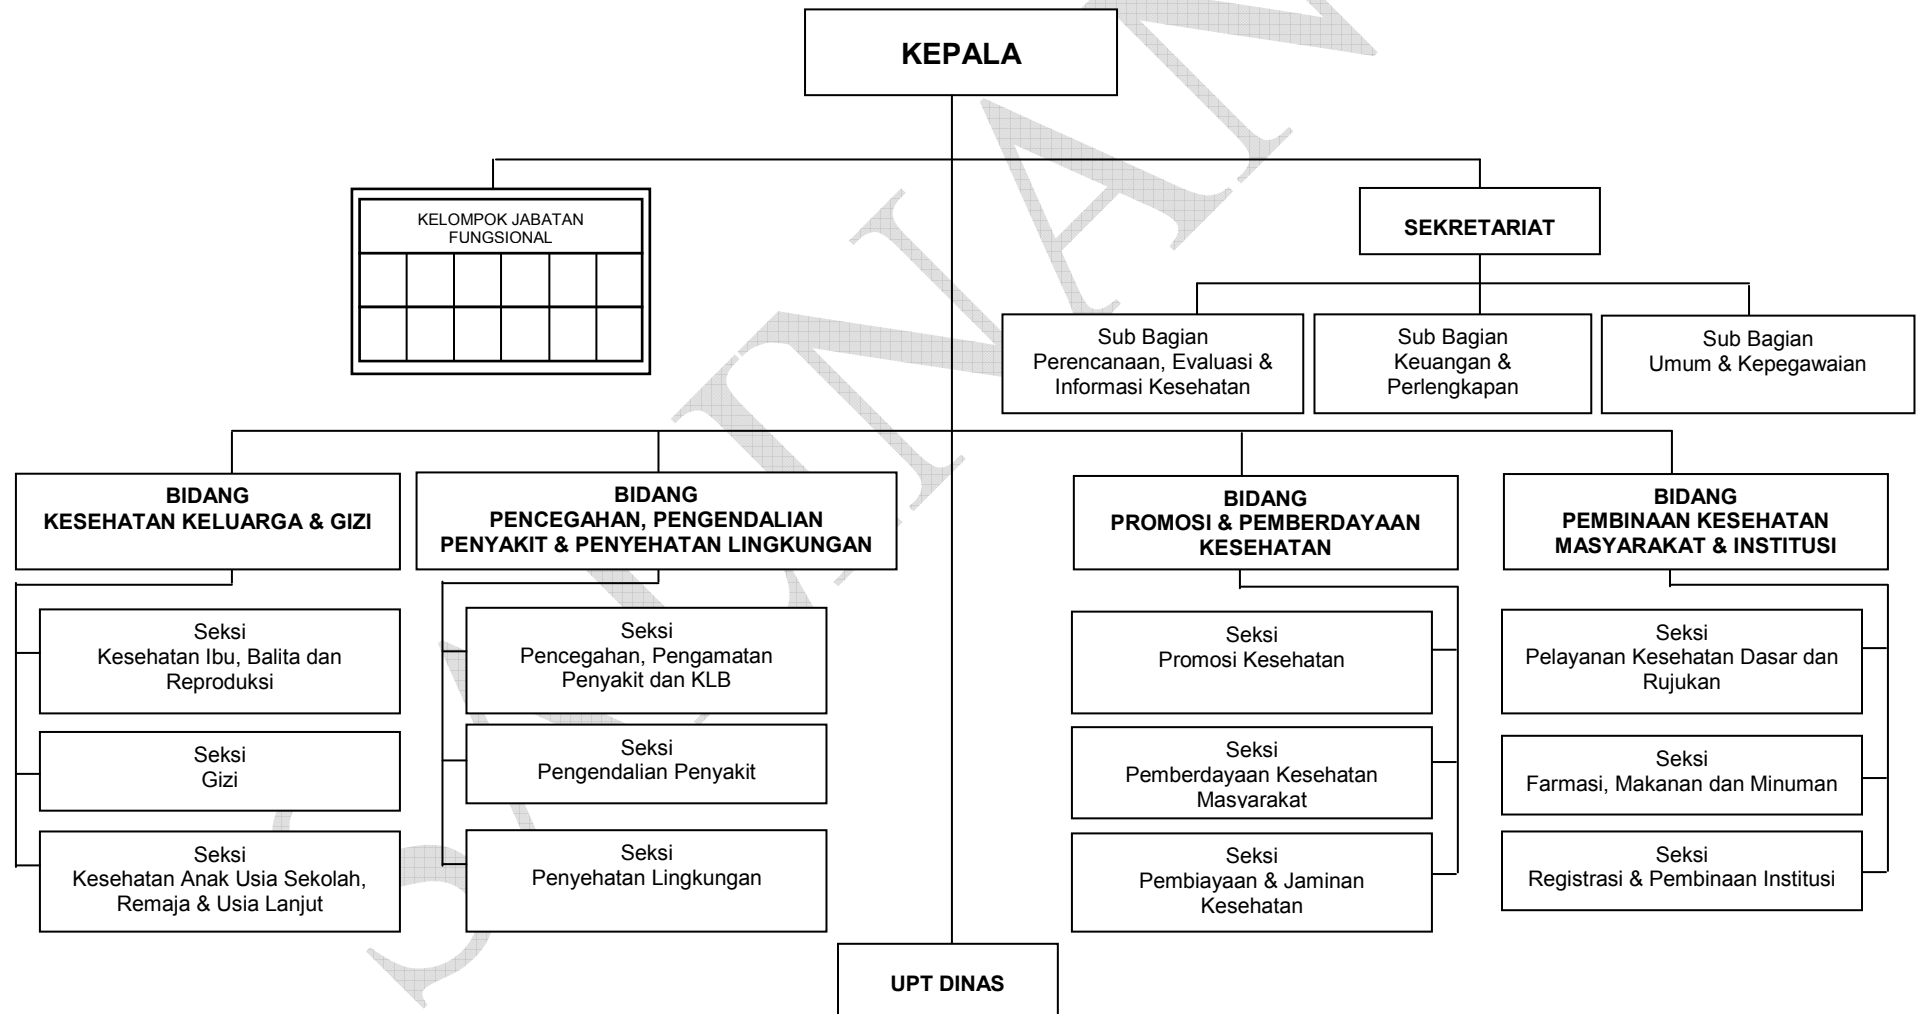 KEPALA
KELOMPOK JABATAN
FUNGSIONAL
SEKRETARIAT
Sub Bagian
Perencanaan, Evaluasi &
Informasi Kesehatan
Sub Bagian
Keuangan &
Perlengkapan
Sub Bagian
Umum & Kepegawaian
BIDANG
KESEHATAN KELUARGA & GIZI
BIDANG
PENCEGAHAN, PENGENDALIAN
PENYAKIT & PENYEHATAN LINGKUNGAN
BIDANG
PROMOSI & PEMBERDAYAAN
KESEHATAN
BIDANG
PEMBINAAN KESEHATAN
MASYARAKAT & INSTITUSI
Seksi
Kesehatan Ibu, Balita dan
Reproduksi
Seksi
Gizi
Seksi
Kesehatan Anak Usia Sekolah,
Remaja & Usia Lanjut
Seksi
Pencegahan, Pengamatan
Penyakit dan KLB
Seksi
Pengendalian Penyakit
Seksi
Penyehatan Lingkungan
Seksi
Promosi Kesehatan
Seksi
Pemberdayaan Kesehatan
Masyarakat
Seksi
Pembiayaan & Jaminan
Kesehatan
Seksi
Pelayanan Kesehatan Dasar dan
Rujukan
Seksi
Farmasi, Makanan dan Minuman
Seksi
Registrasi & Pembinaan Institusi
UPT DINAS
SALINAN